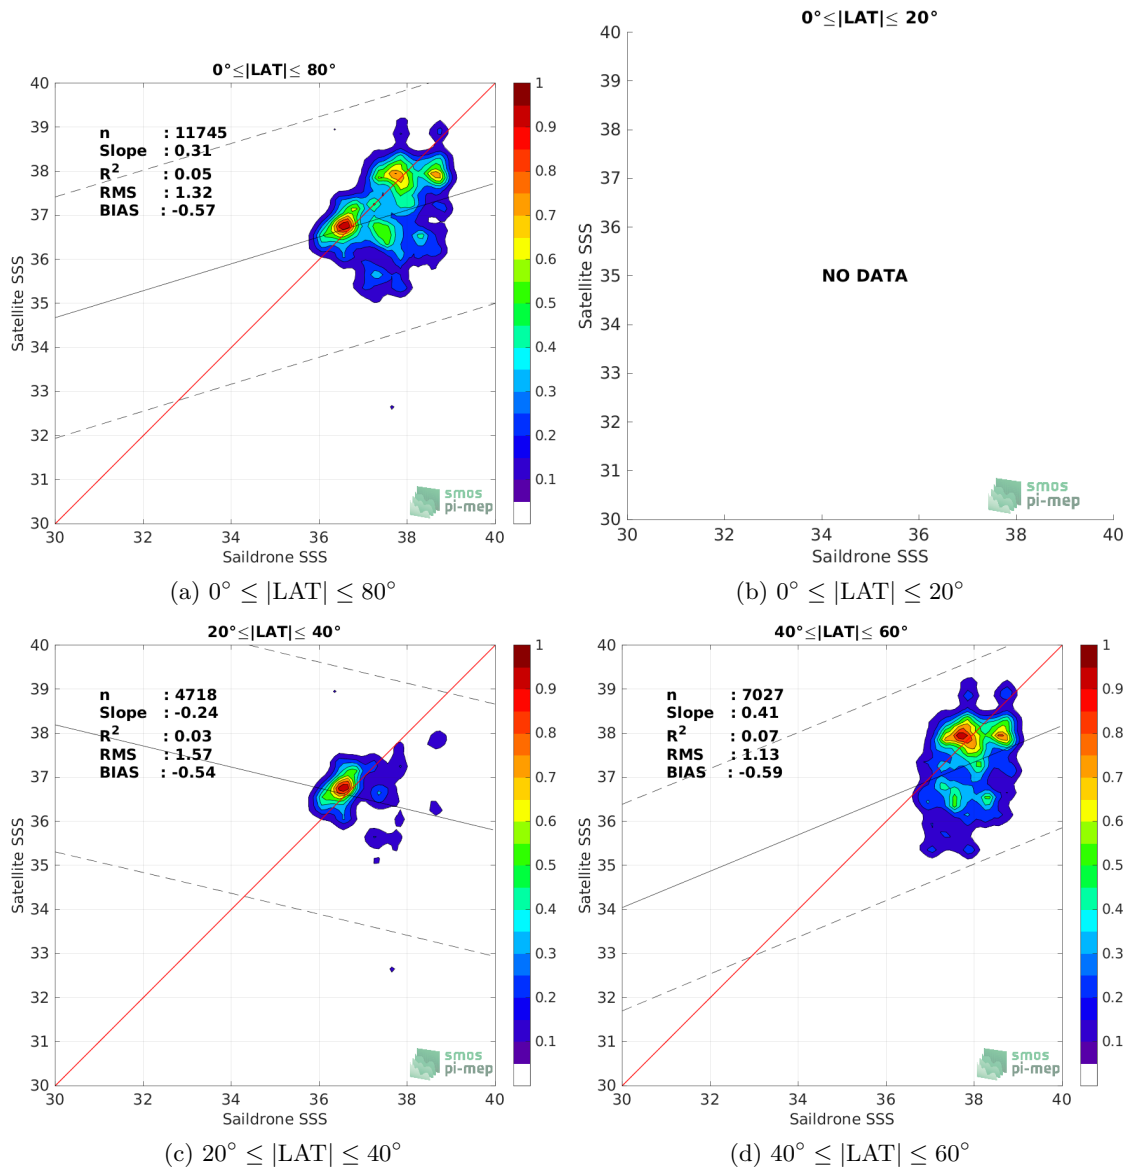 0°≤|LAT|≤ 80°
40
39
38
37
36
35
34
33
32
31
30
Satellite SSS
n : 11745
Slope : 0.31
R² : 0.05
RMS : 1.32
BIAS : -0.57
smos
pi-mep
30 32 34 36 38 40
Saildrone SSS
1
0.9
0.8
0.7
0.6
0.5
0.4
0.3
0.2
0.1
(a) 0° ≤ |LAT| ≤ 80°
0°≤|LAT|≤ 20°
40
39
38
37
36
35
34
33
32
31
30
Satellite SSS
NO DATA
smos
pi-mep
30 32 34 36 38 40
Saildrone SSS
(b) 0° ≤ |LAT| ≤ 20°
20°≤|LAT|≤ 40°
40
39
38
37
36
35
34
33
32
31
30
Satellite SSS
n : 4718
Slope : -0.24
R² : 0.03
RMS : 1.57
BIAS : -0.54
smos
pi-mep
30 32 34 36 38 40
Saildrone SSS
1
0.9
0.8
0.7
0.6
0.5
0.4
0.3
0.2
0.1
(c) 20° ≤ |LAT| ≤ 40°
40°≤|LAT|≤ 60°
40
39
38
37
36
35
34
33
32
31
30
Satellite SSS
n : 7027
Slope : 0.41
R² : 0.07
RMS : 1.13
BIAS : -0.59
smos
pi-mep
30 32 34 36 38 40
Saildrone SSS
1
0.9
0.8
0.7
0.6
0.5
0.4
0.3
0.2
0.1
(d) 40° ≤ |LAT| ≤ 60°